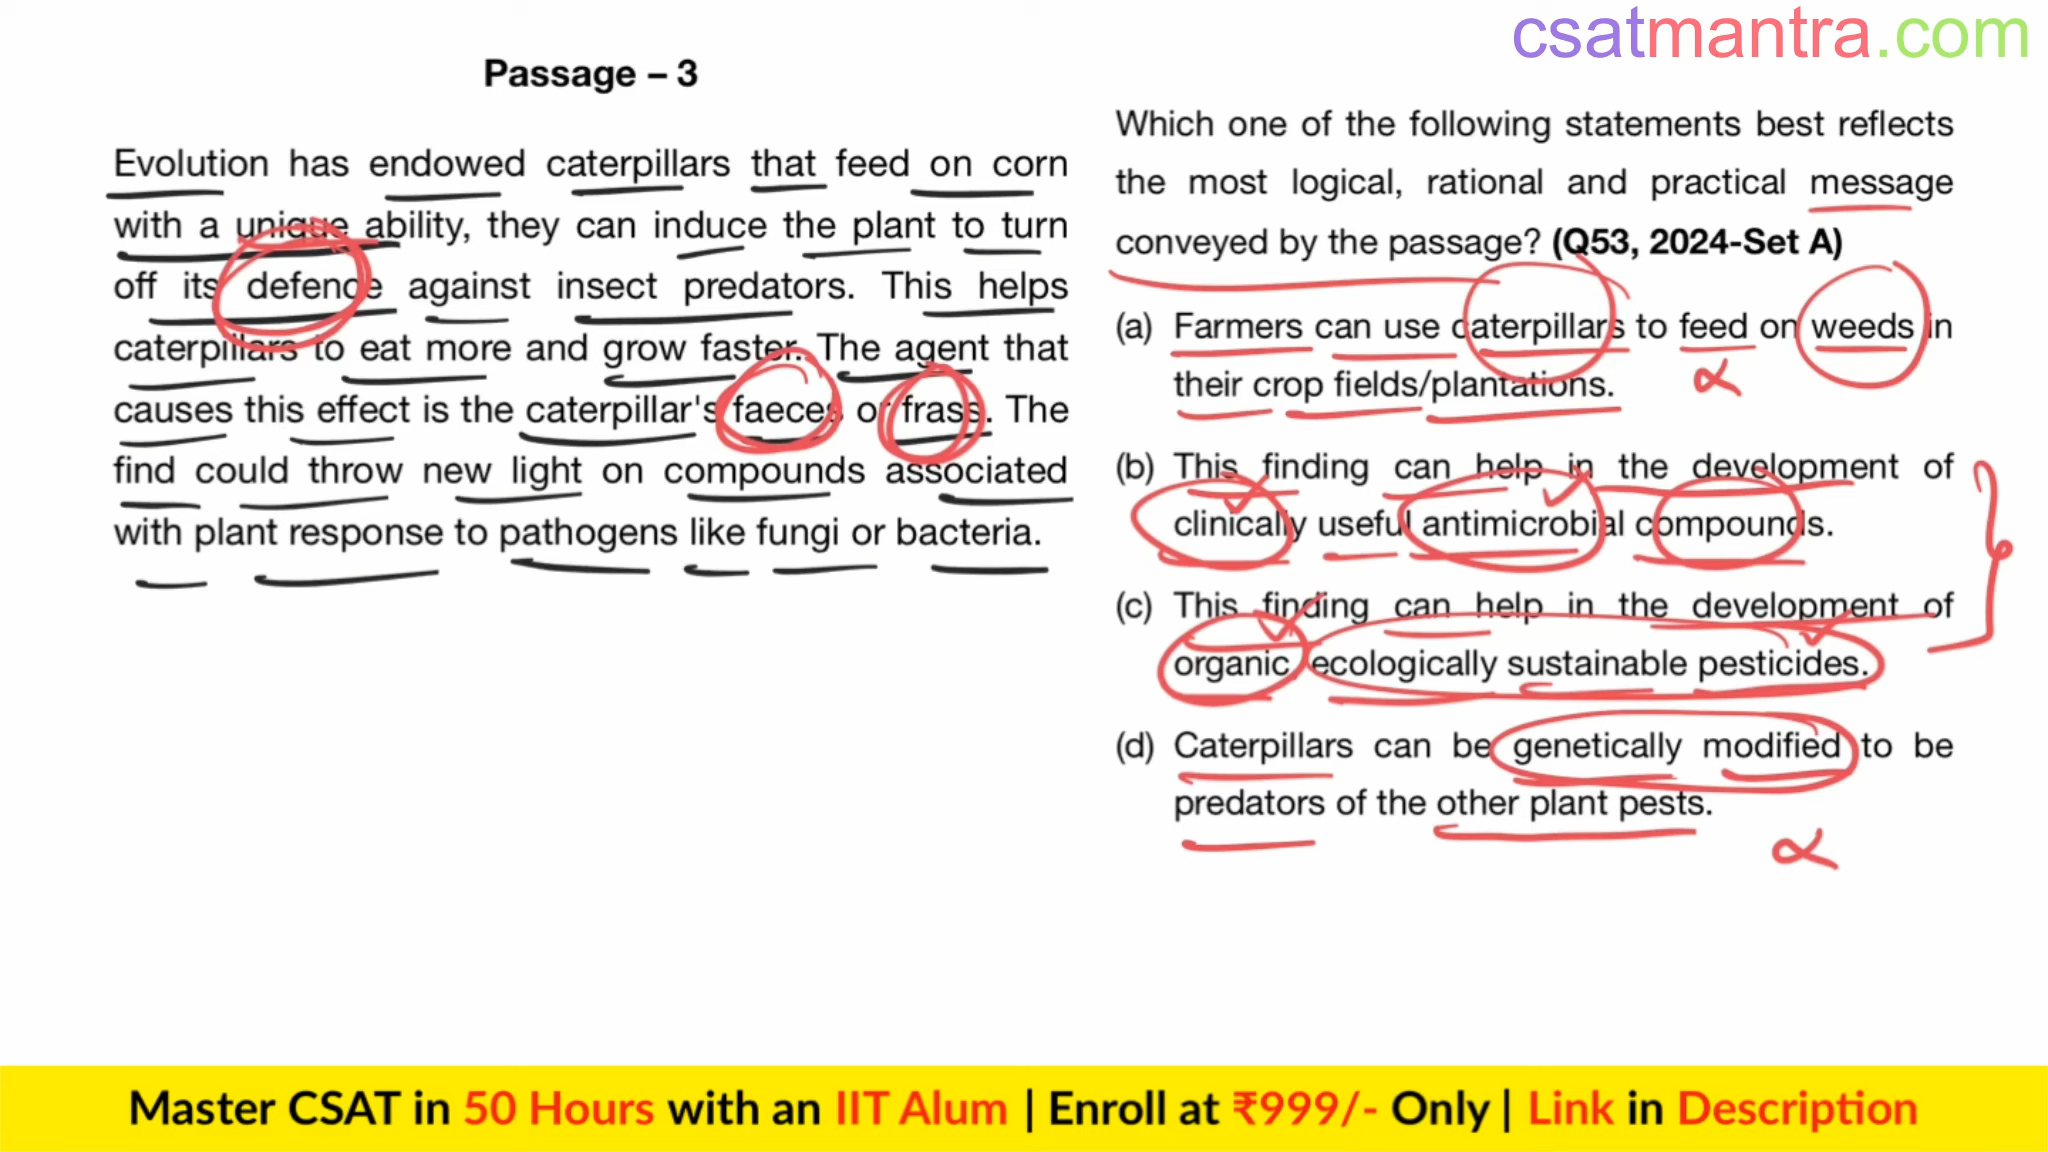 csatmantra.com
Passage – 3
Evolution has endowed caterpillars that feed on corn
with a unique ability, they can induce the plant to turn
off its defence against insect predators. This helps
caterpillars to eat more and grow faster. The agent that
causes this effect is the caterpillar's faeces or frass. The
find could throw new light on compounds associated
with plant response to pathogens like fungi or bacteria.
Which one of the following statements best reflects
the most logical, rational and practical message
conveyed by the passage? (Q53, 2024-Set A)
(a) Farmers can use caterpillars to feed on weeds in
their crop fields/plantations.
(b) This finding can help in the development of
clinically useful antimicrobial compounds.
(c) This finding can help in the development of
organic, ecologically sustainable pesticides.
(d) Caterpillars can be genetically modified to be
predators of the other plant pests.
Master CSAT in 50 Hours with an IIT Alum | Enroll at ₹999/- Only | Link in Description